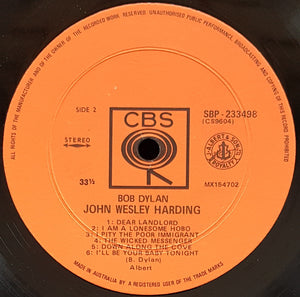 ALL RIGHTS OF THE MANUFACTURER AND OF THE OWNER OF THE RECORDED WORK RESERVED UNAUTHORISED PUBLIC PERFORMANCE, BROADCASTING AND COPYING OF THIS RECORD PROHIBITED
CBS
SIDE 2
SBP - 233498
(CS9604)
STEREO
J. ALBERT & SON
ROYALTY
33⅓
MX154702
BOB DYLAN
JOHN WESLEY HARDING
1: DEAR LANDLORD
2: I AM A LONESOME HOBO
3: I PITY THE POOR IMMIGRANT
4: THE WICKED MESSENGER
5: DOWN ALONG THE COVE
6: I'LL BE YOUR BABY TONIGHT
(B. Dylan)
Albert
MADE IN AUSTRALIA BY A REGISTERED USER OF THE TRADE MARKS